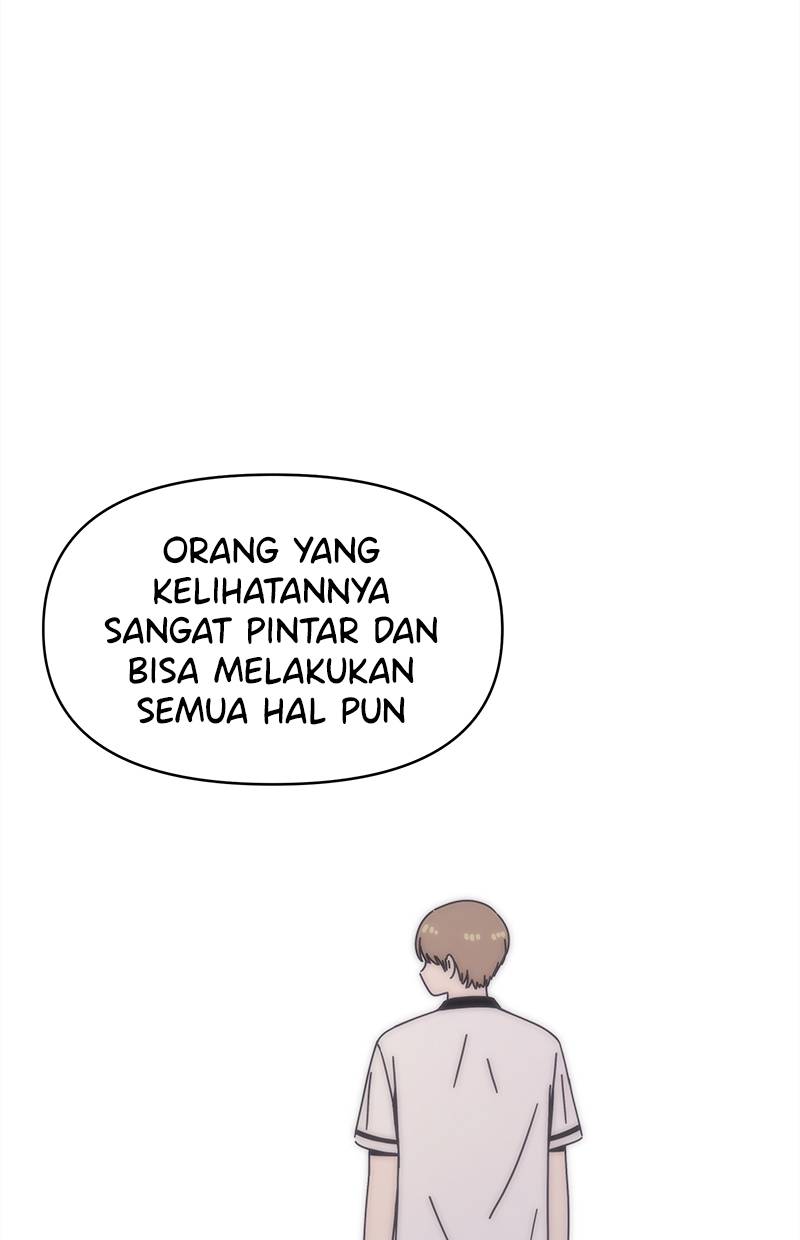 ORANG YANG
KELIHATANNYA
SANGAT PINTAR DAN
BISA MELAKUKAN
SEMUA HAL PUN